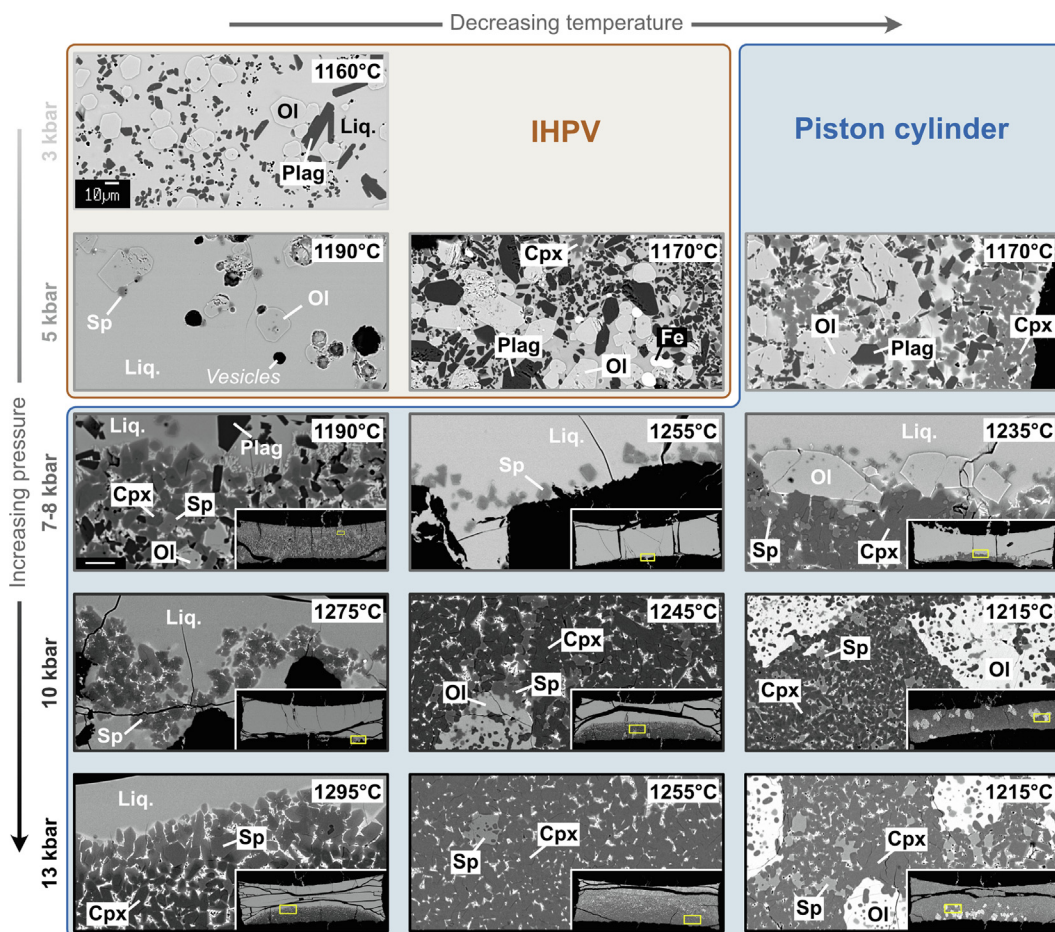 Decreasing temperature
Increasing pressure
3 kbar
1160°C
Ol
Liq.
Plag
10µm
IHPV
Piston cylinder
5 kbar
1190°C
Sp
Ol
Liq.
Vesicles
1170°C
Cpx
Plag
Ol
Fe
1170°C
Ol
Plag
Cpx
7-8 kbar
1190°C
Liq.
Plag
Cpx
Sp
Ol
1255°C
Liq.
Sp
1235°C
Liq.
Ol
Sp
Cpx
10 kbar
1275°C
Liq.
Sp
1245°C
Cpx
Ol
Sp
1215°C
Sp
Cpx
Ol
13 kbar
1295°C
Liq.
Sp
Cpx
1255°C
Cpx
Sp
1215°C
Cpx
Sp
Ol